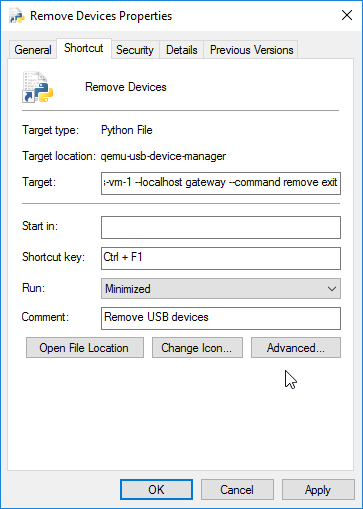 Remove Devices Properties
General Shortcut Security Details Previous Versions
Remove Devices
Target type: Python File
Target location: qemu-usb-device-manager
Target: -vm-1 --localhost gateway --command remove exit
Start in:
Shortcut key: Ctrl + F1
Run: Minimized
Comment: Remove USB devices
Open File Location Change Icon... Advanced...
OK Cancel Apply